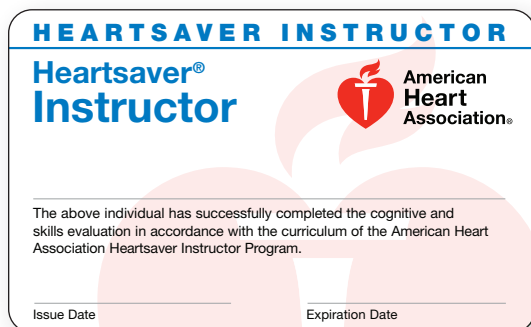 HEARTSAVER INSTRUCTOR
Heartsaver®
Instructor
American
Heart
Association®
The above individual has successfully completed the cognitive and
skills evaluation in accordance with the curriculum of the American Heart
Association Heartsaver Instructor Program.
Issue Date
Expiration Date